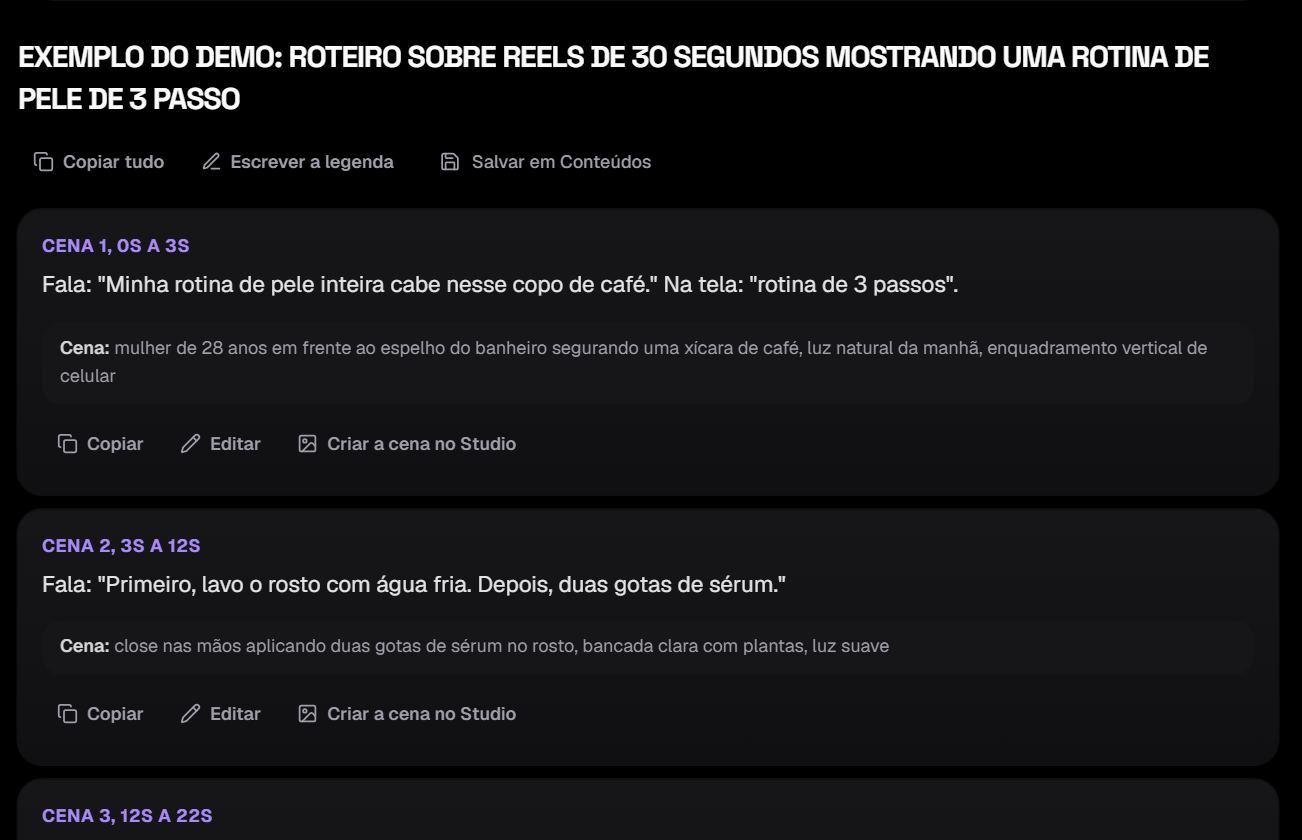 EXEMPLO DO DEMO: ROTEIRO SOBRE REELS DE 30 SEGUNDOS MOSTRANDO UMA ROTINA DE
PELE DE 3 PASSO
Copiar tudo Escrever a legenda Salvar em Conteúdos
CENA 1, 0S A 3S
Fala: "Minha rotina de pele inteira cabe nesse copo de café." Na tela: "rotina de 3 passos".
Cena: mulher de 28 anos em frente ao espelho do banheiro segurando uma xícara de café, luz natural da manhã, enquadramento vertical de
celular
Copiar Editar Criar a cena no Studio
CENA 2, 3S A 12S
Fala: "Primeiro, lavo o rosto com água fria. Depois, duas gotas de sérum."
Cena: close nas mãos aplicando duas gotas de sérum no rosto, bancada clara com plantas, luz suave
Copiar Editar Criar a cena no Studio
CENA 3, 12S A 22S